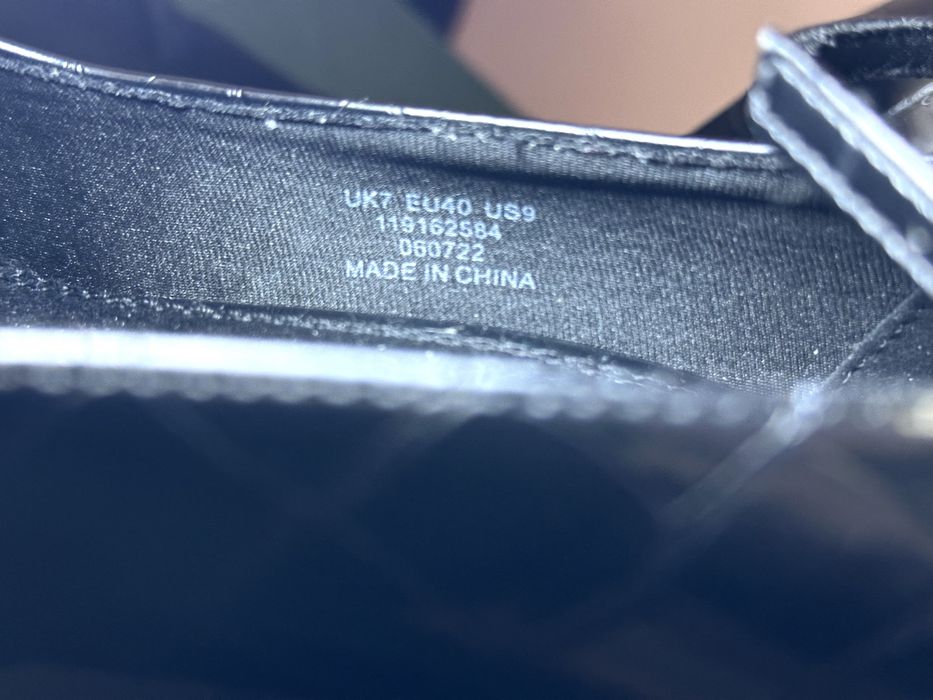 UK7 EU40 US9
119162584
060722
MADE IN CHINA